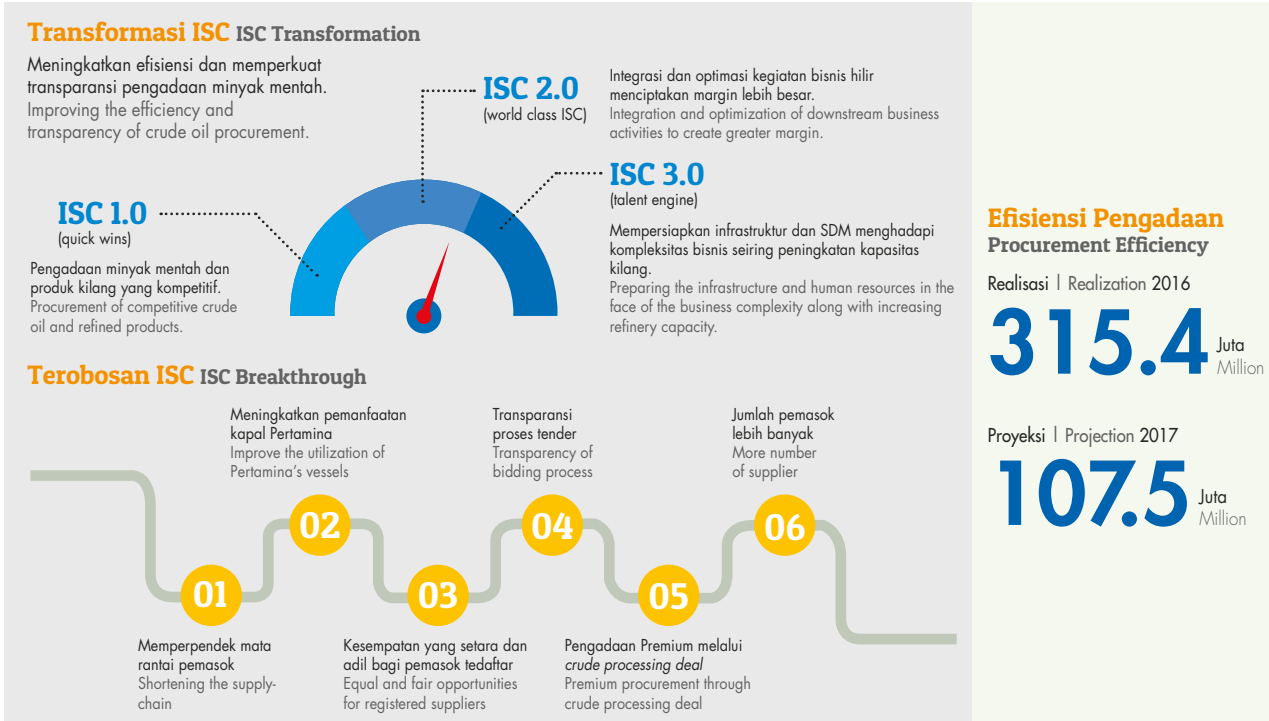 Transformasi ISC ISC Transformation
Meningkatkan efisiensi dan memperkuat
transparansi pengadaan minyak mentah.
Improving the efficiency and
transparency of crude oil procurement.
ISC 1.0
(quick wins)
Pengadaan minyak mentah dan
produk kilang yang kompetitif.
Procurement of competitive crude
oil and refined products.
ISC 2.0
(world class ISC)
Integrasi dan optimasi kegiatan bisnis hilir
menciptakan margin lebih besar.
Integration and optimization of downstream business
activities to create greater margin.
ISC 3.0
(talent engine)
Mempersiapkan infrastruktur dan SDM menghadapi
kompleksitas bisnis seiring peningkatan kapasitas
kilang.
Preparing the infrastructure and human resources in the
face of the business complexity along with increasing
refinery capacity.
Terobosan ISC ISC Breakthrough
01
Memperpendek mata
rantai pemasok
Shortening the supply-
chain
02
Meningkatkan pemanfaatan
kapal Pertamina
Improve the utilization of
Pertamina's vessels
03
Kesempatan yang setara dan
adil bagi pemasok tedaftar
Equal and fair opportunities
for registered suppliers
04
Transparansi
proses tender
Transparency of
bidding process
05
Pengadaan Premium melalui
crude processing deal
Premium procurement through
crude processing deal
06
Jumlah pemasok
lebih banyak
More number
of supplier
Efisiensi Pengadaan
Procurement Efficiency
Realisasi | Realization 2016
315.4 Juta
Million
Proyeksi | Projection 2017
107.5 Juta
Million